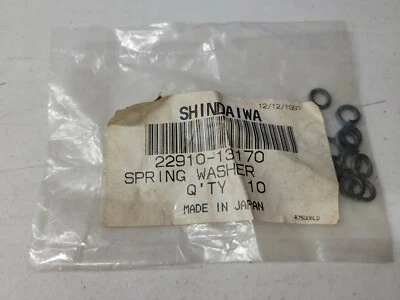 SHINDAIWA 12/12/1997
22910-13170
SPRING WASHER
Q'TY 10
MADE IN JAPAN